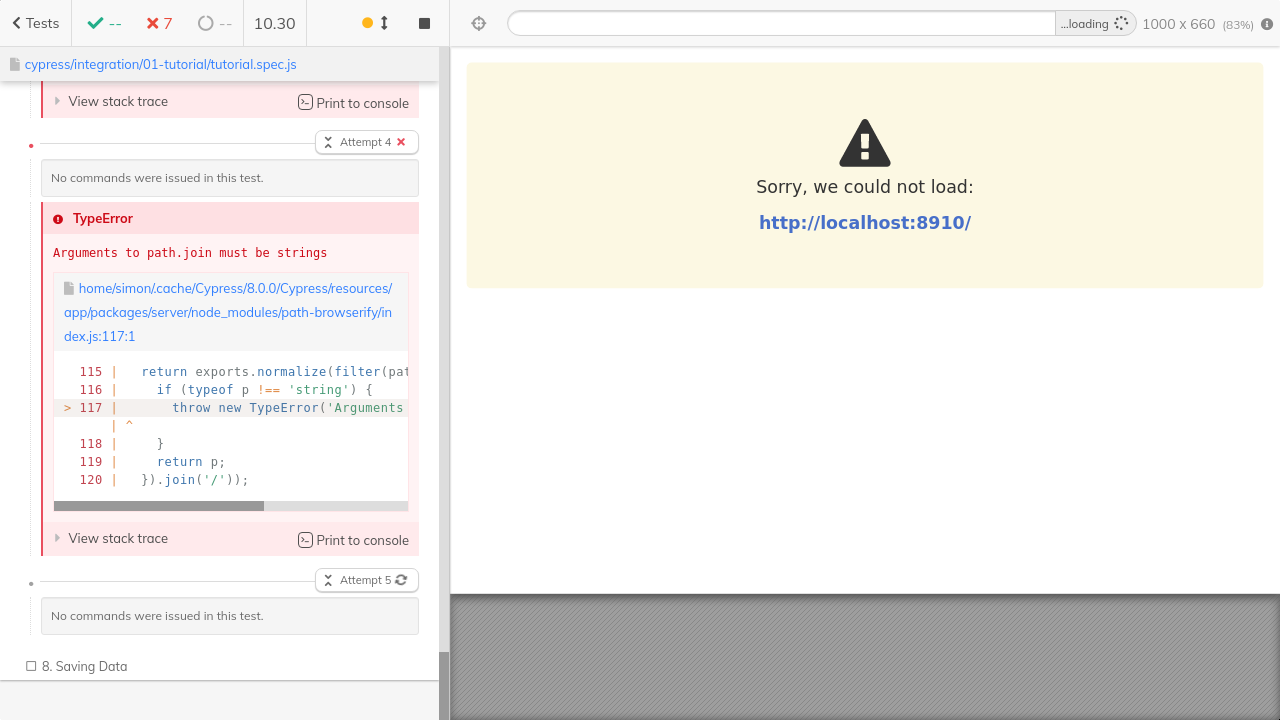 Tests
--
7
--
10.30
...loading
1000 x 660 (83%)
cypress/integration/01-tutorial/tutorial.spec.js
View stack trace
Print to console
Attempt 4
No commands were issued in this test.
TypeError
Arguments to path.join must be strings
home/simon/.cache/Cypress/8.0.0/Cypress/resources/
app/packages/server/node_modules/path-browserify/in
dex.js:117:1
115 | return exports.normalize(filter(pat
116 | if (typeof p !== 'string') {
> 117 | throw new TypeError('Arguments
| ^
118 | }
119 | return p;
120 | }).join('/'));
View stack trace
Print to console
Attempt 5
No commands were issued in this test.
8. Saving Data
Sorry, we could not load:
http://localhost:8910/